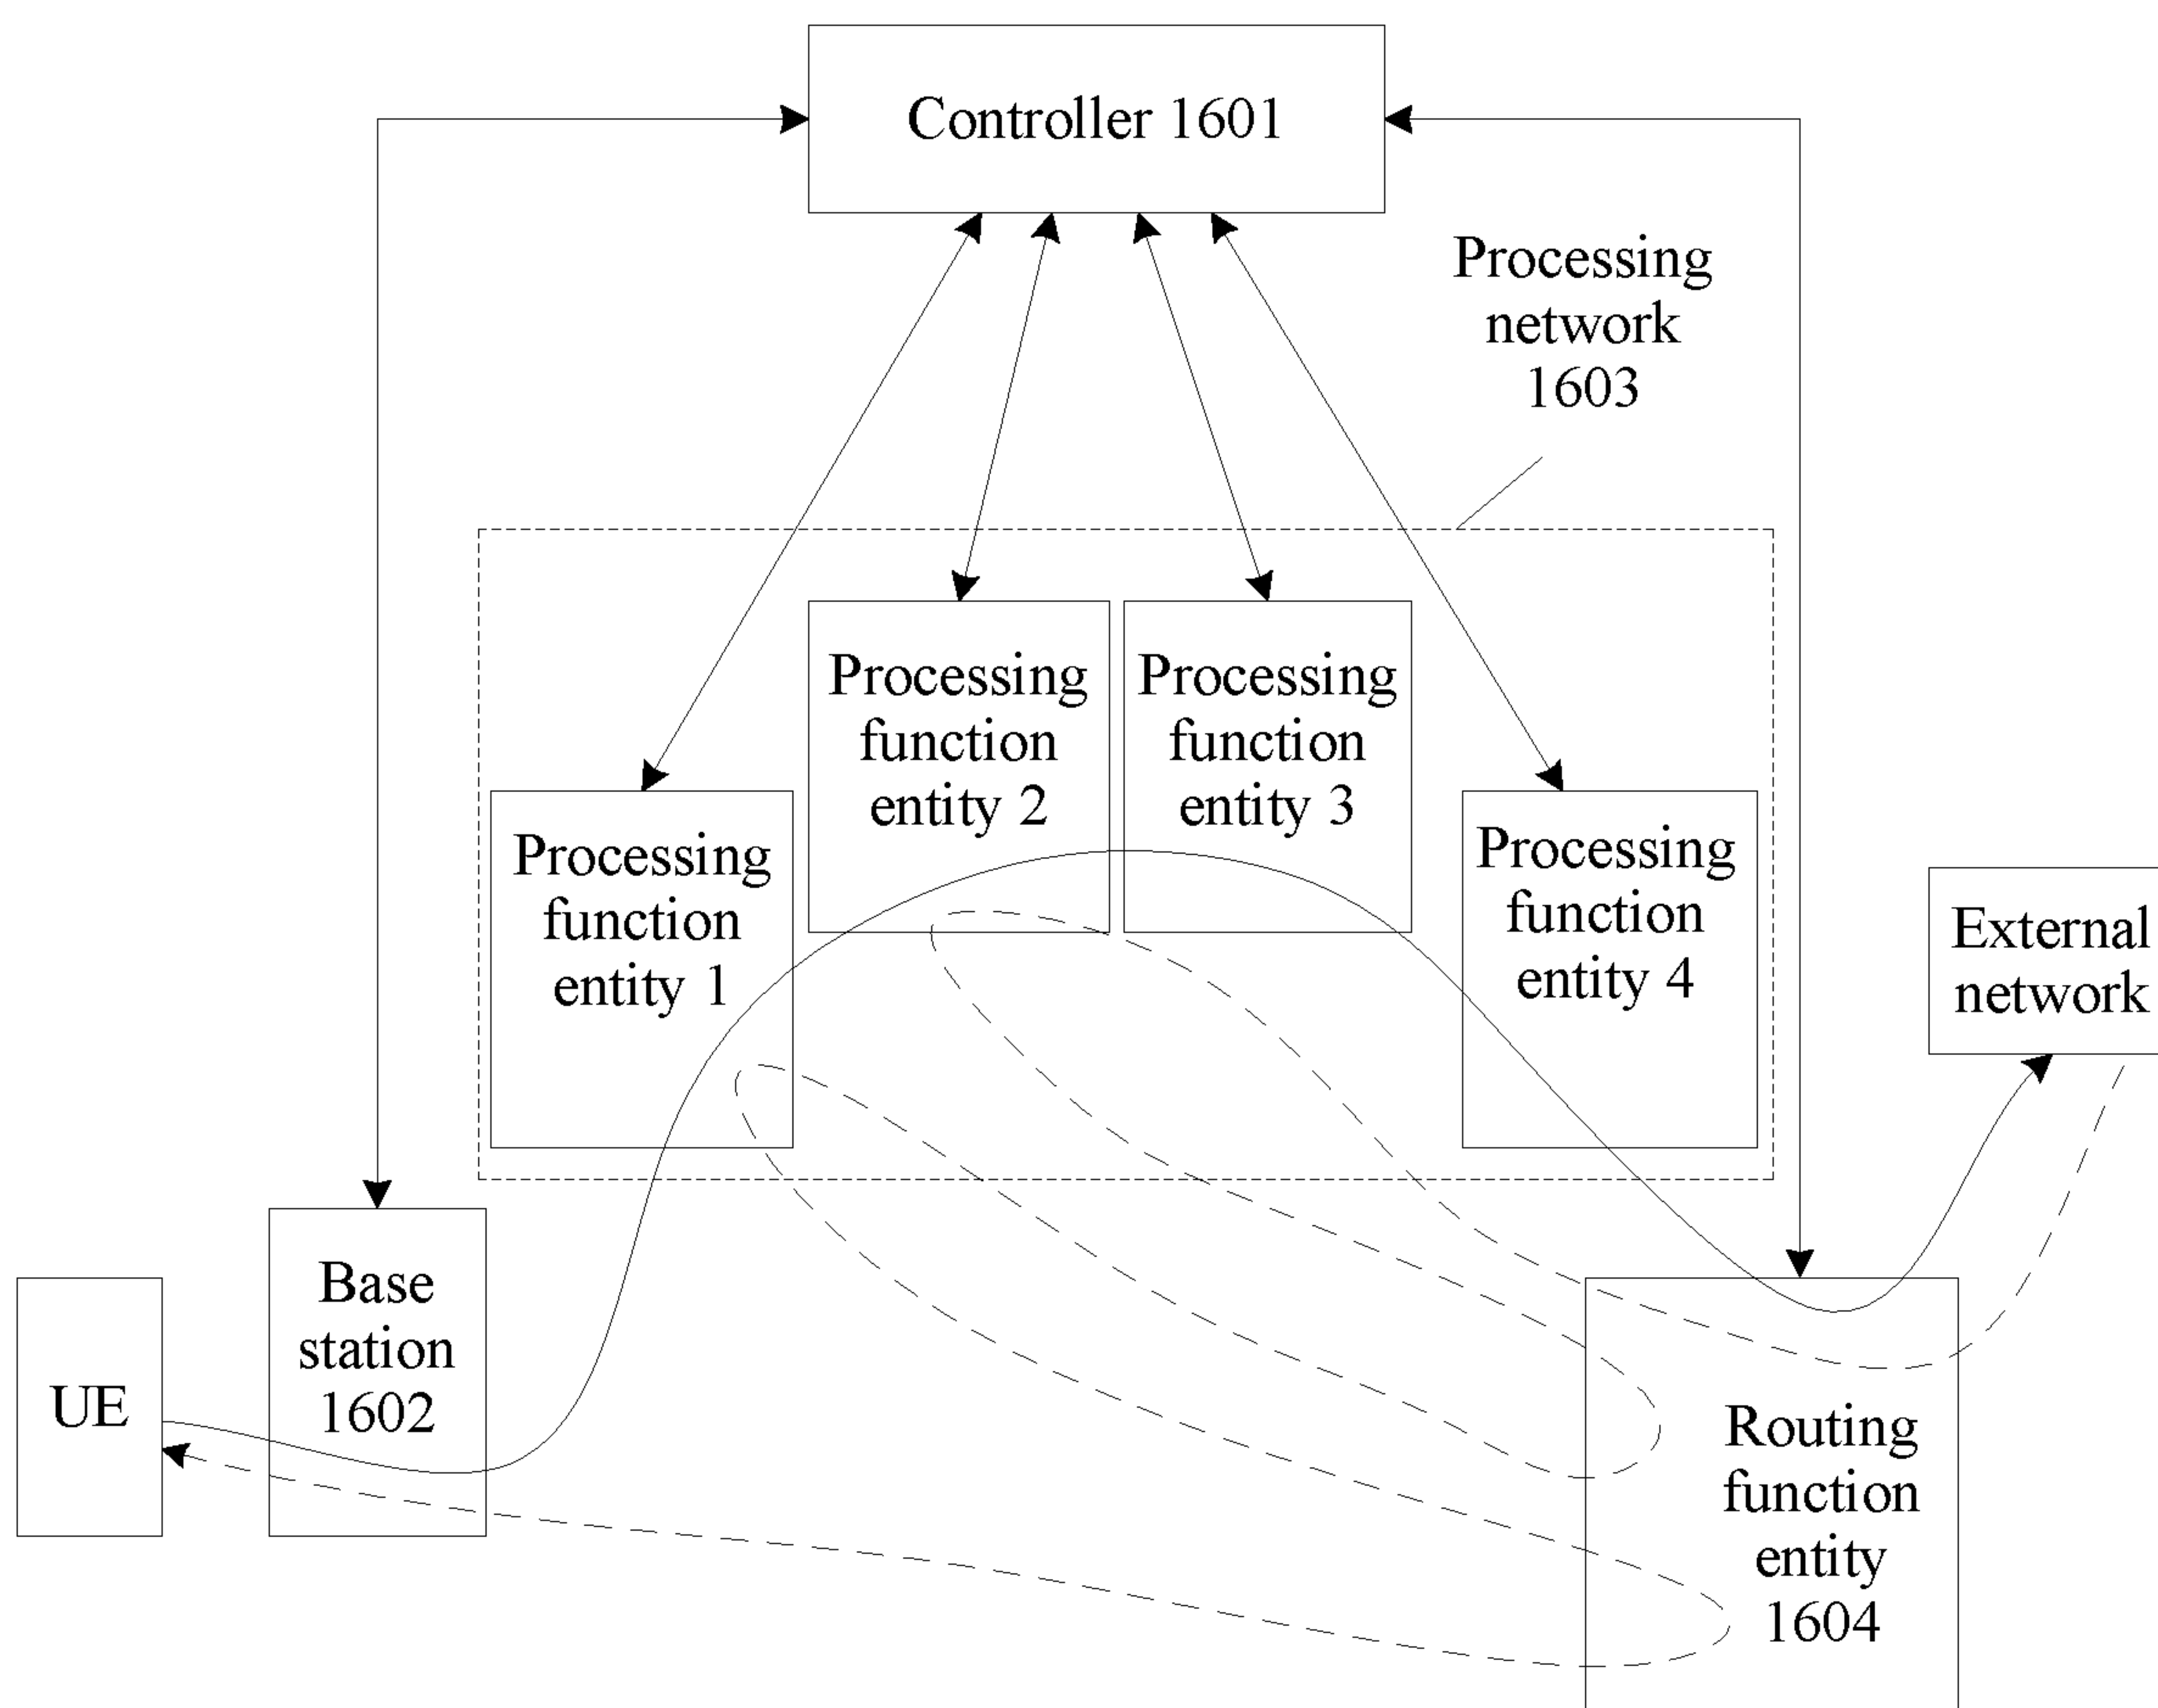 Controller 1601
Processing
network
1603
Processing
function
entity 2
Processing
function
entity 3
Processing
function
entity 1
Processing
function
entity 4
External
network
Base
station
1602
UE
Routing
function
entity
1604